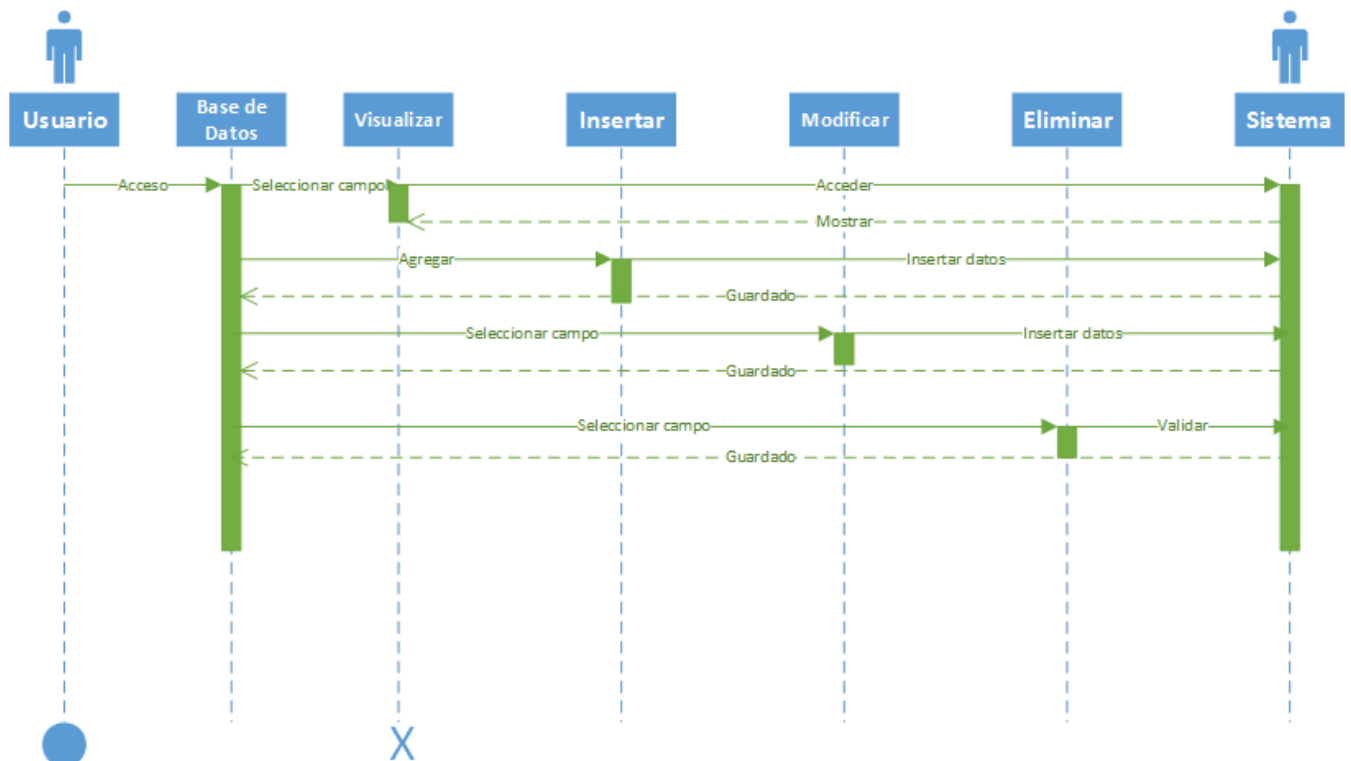 Usuario
Base de
Datos
Visualizar
Insertar
Modificar
Eliminar
Sistema
Acceso
Seleccionar campo
Acceder
Mostrar
Agregar
Insertar datos
Guardado
Seleccionar campo
Insertar datos
Guardado
Seleccionar campo
Validar
Guardado
X